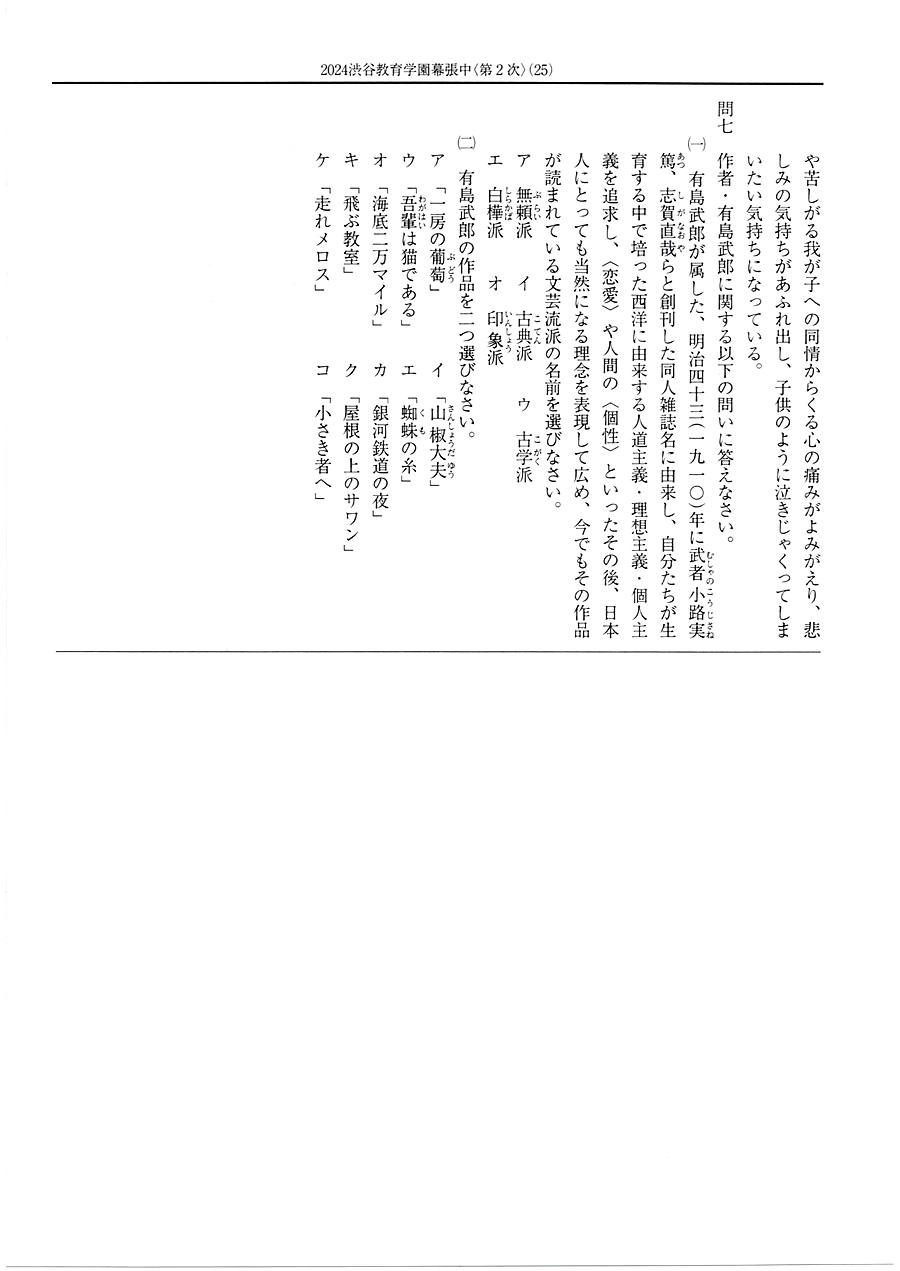 2024渋谷教育学園幕張中〈第2次〉(25)
や苦しがる我が子への同情からくる心の痛みがよみがえり、悲
しみの気持ちがあふれ出し、子供のように泣きじゃくってしま
いたい気持ちになっている。
問七 作者・有島武郎に関する以下の問いに答えなさい。
㈠ 有島武郎が属した、明治四十三(一九一〇)年に武者小路実
篤、志賀直哉らと創刊した同人雑誌名に由来し、自分たちが生
育する中で培った西洋に由来する人道主義・理想主義・個人主
義を追求し、〈恋愛〉や人間の〈個性〉といったその後、日本
人にとっても当然になる理念を表現して広め、今でもその作品
が読まれている文芸流派の名前を選びなさい。
ア 無頼派 イ 古典派 ウ 古学派
エ 白樺派 オ 印象派
㈡ 有島武郎の作品を二つ選びなさい。
ア 「一房の葡萄」 イ 「山椒大夫」
ウ 「吾輩は猫である」 エ 「蜘蛛の糸」
オ 「海底二万マイル」 カ 「銀河鉄道の夜」
キ 「飛ぶ教室」 ク 「屋根の上のサワン」
ケ 「走れメロス」 コ 「小さき者へ」